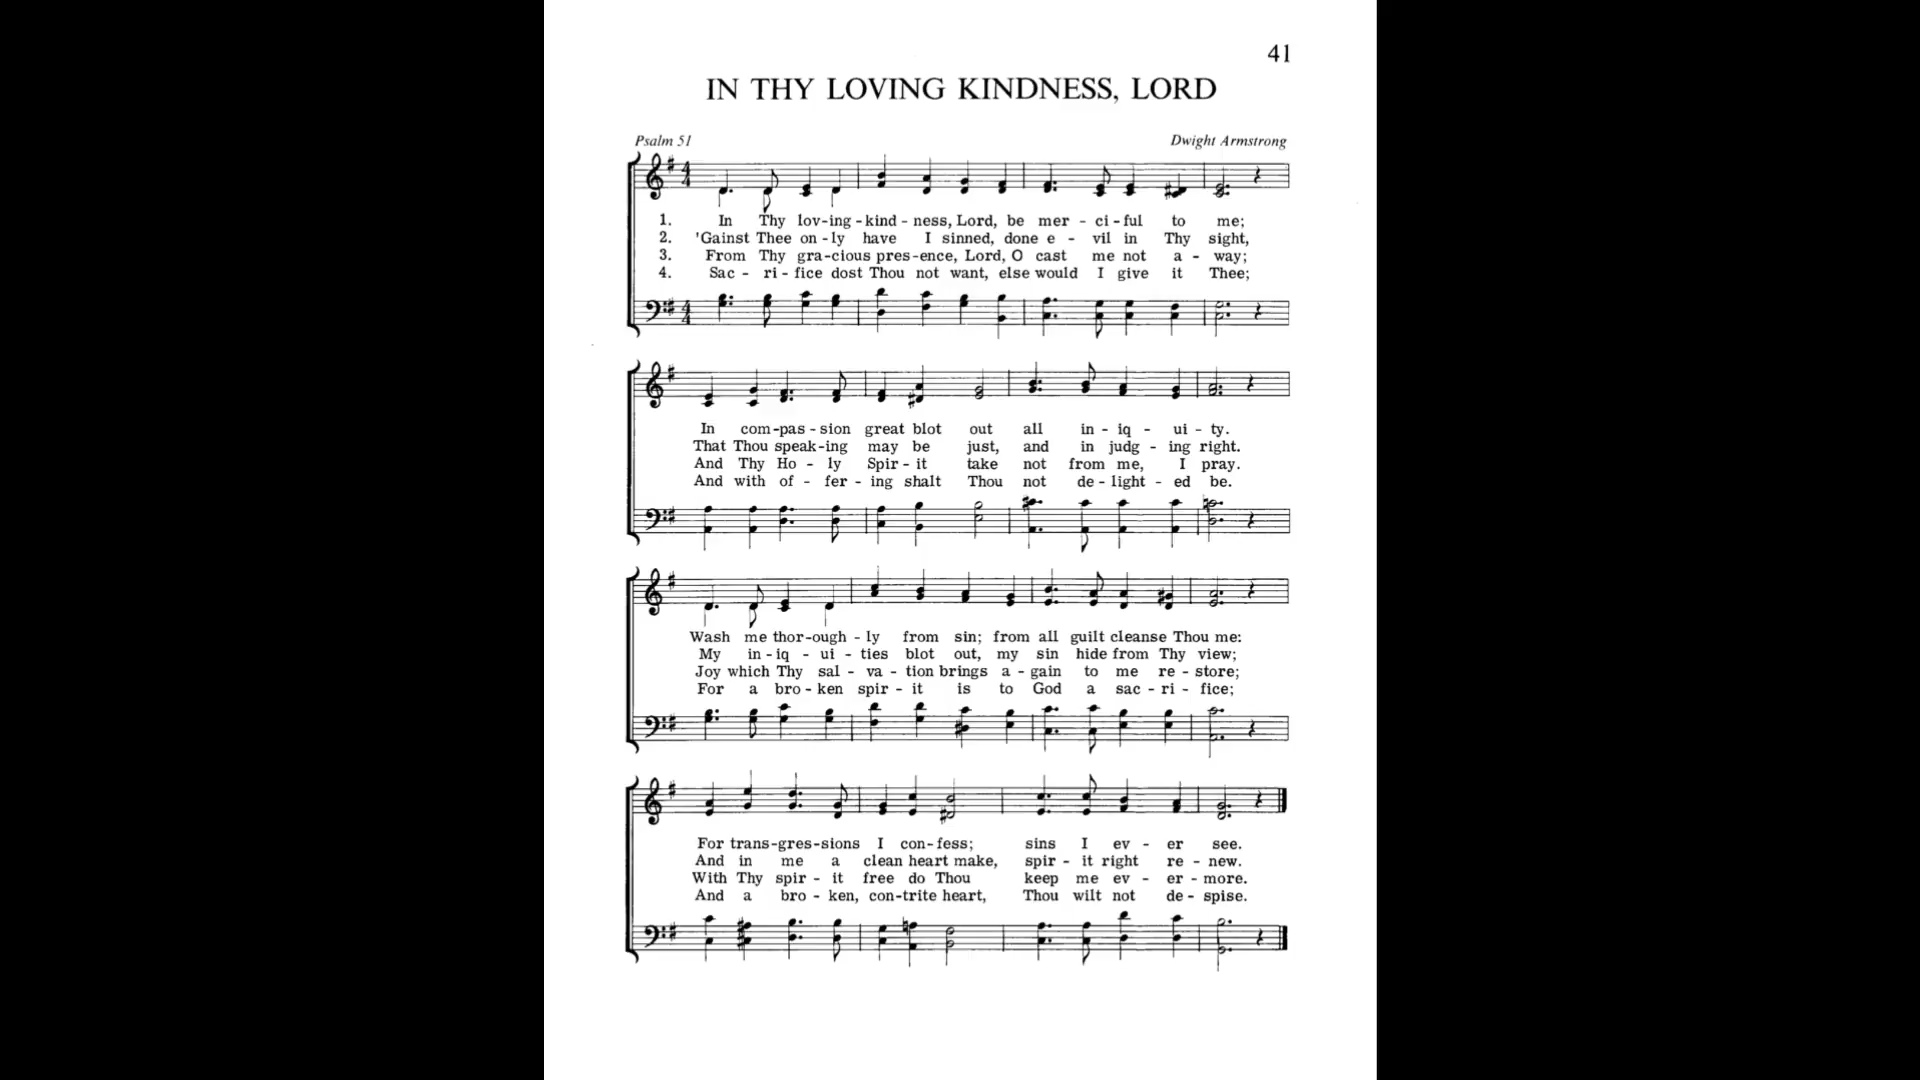 41
IN THY LOVING KINDNESS, LORD
Psalm 51 Dwight Armstrong
1. In Thy lov-ing-kind-ness, Lord, be mer-ci-ful to me;
2. 'Gainst Thee on-ly have I sinned, done e-vil in Thy sight,
3. From Thy gra-cious pres-ence, Lord, O cast me not a-way;
4. Sac-ri-fice dost Thou not want, else would I give it Thee;
In com-pas-sion great blot out all in-iq-ui-ty.
That Thou speak-ing may be just, and in judg-ing right.
And Thy Ho-ly Spir-it take not from me, I pray.
And with of-fer-ing shalt Thou not de-light-ed be.
Wash me thor-ough-ly from sin; from all guilt cleanse Thou me:
My in-iq-ui-ties blot out, my sin hide from Thy view;
Joy which Thy sal-va-tion brings a-gain to me re-store;
For a bro-ken spir-it is to God a sac-ri-fice;
For trans-gres-sions I con-fess; sins I ev-er see.
And in me a clean heart make, spir-it right re-new.
With Thy spir-it free do Thou keep me ev-er-more.
And a bro-ken, con-trite heart, Thou wilt not de-spise.